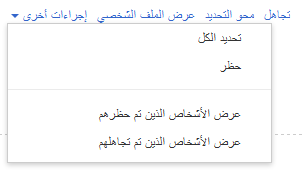 تجاهل محو التحديد عرض الملف الشخصي إجراءات أخرى
تحديد الكل
حظر
عرض الأشخاص الذين تم حظرهم
عرض الأشخاص الذين تم تجاهلهم